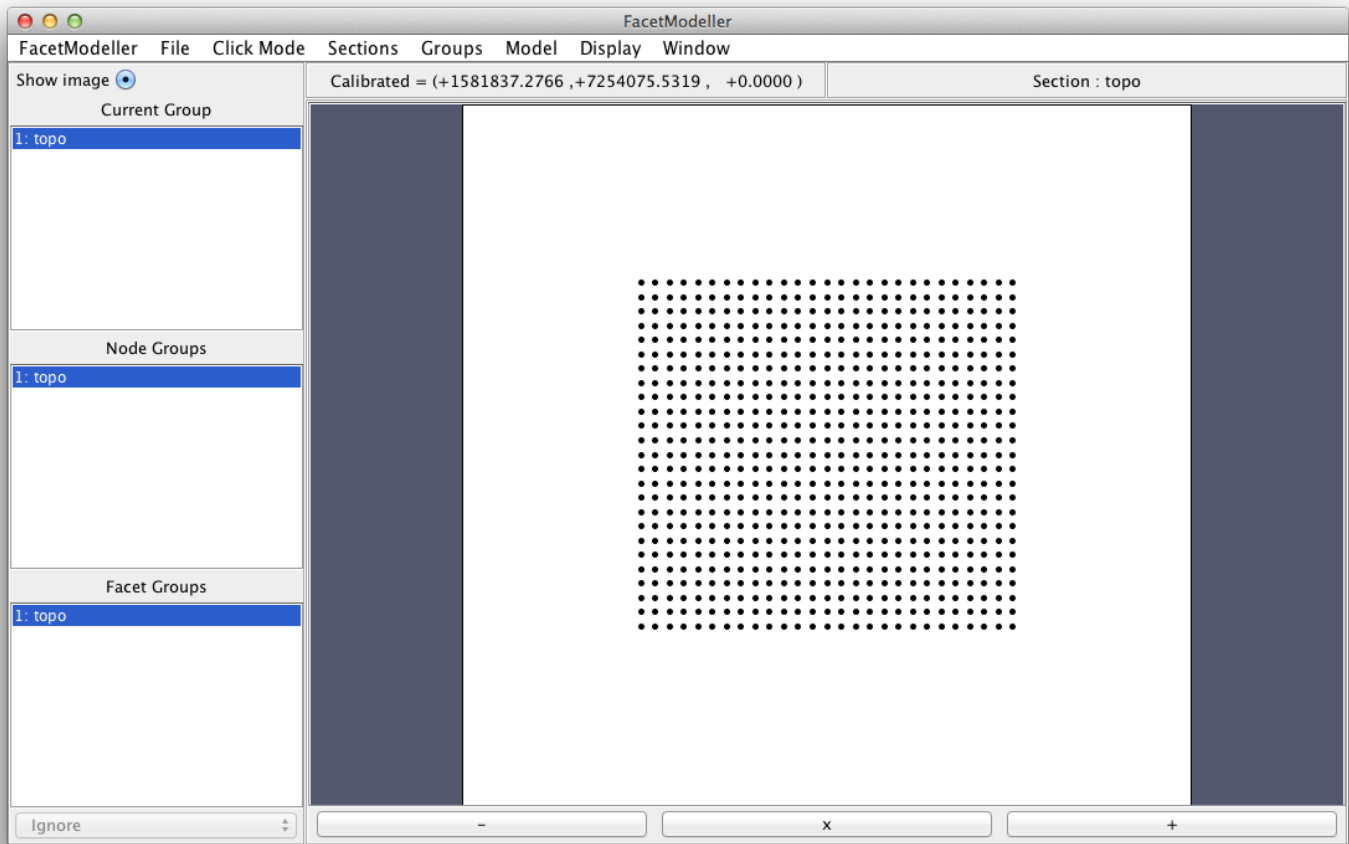 FacetModeller
FacetModeller File Click Mode Sections Groups Model Display Window
Show image
Calibrated = (+1581837.2766 ,+7254075.5319 , +0.0000 )
Section : topo
Current Group
1: topo
Node Groups
1: topo
Facet Groups
1: topo
Ignore
- x +